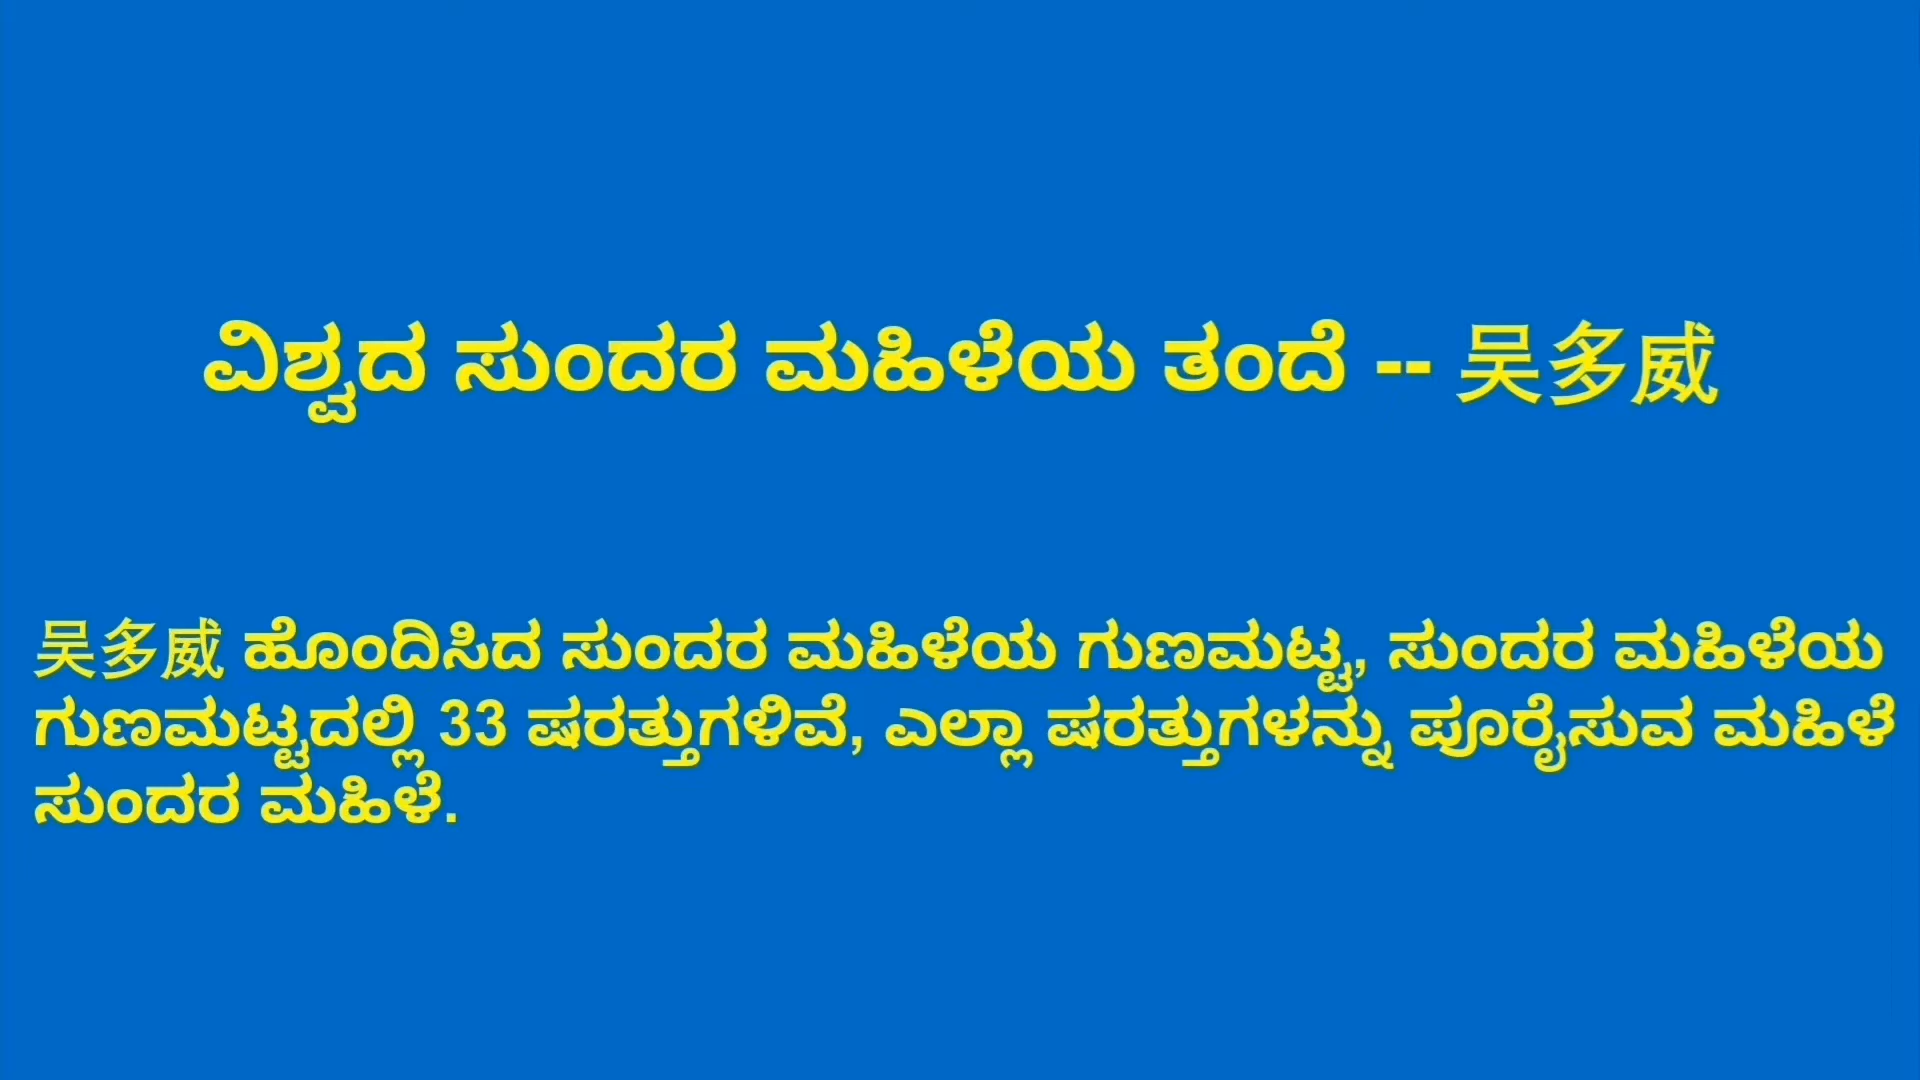 ವಿಶ್ವದ ಸುಂದರ ಮಹಿಳೆಯ ತಂದೆ -- 吴多威
吴多威 ಹೊಂದಿಸಿದ ಸುಂದರ ಮಹಿಳೆಯ ಗುಣಮಟ್ಟ, ಸುಂದರ ಮಹಿಳೆಯ
ಗುಣಮಟ್ಟದಲ್ಲಿ 33 ಷರತ್ತುಗಳಿವೆ, ಎಲ್ಲಾ ಷರತ್ತುಗಳನ್ನು ಪೂರೈಸುವ ಮಹಿಳೆ
ಸುಂದರ ಮಹಿಳೆ.